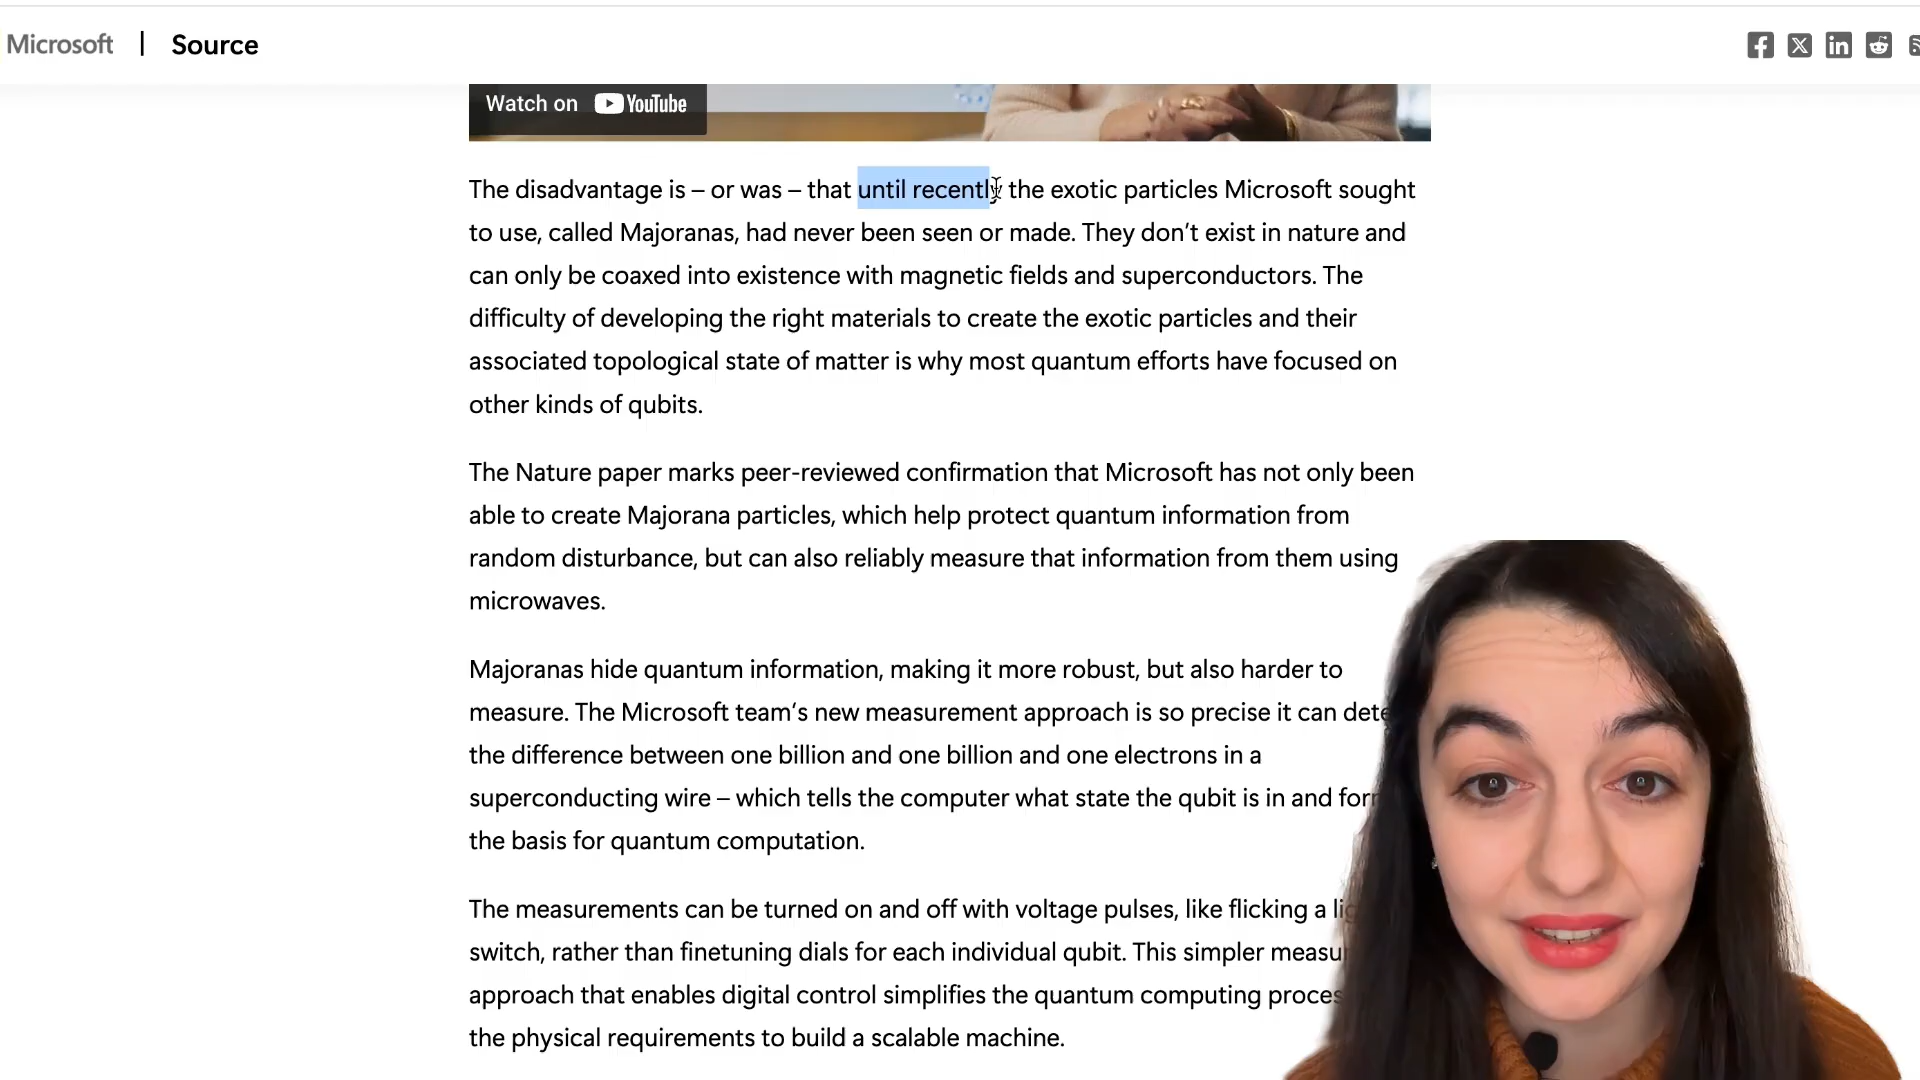 Microsoft | Source
Watch on YouTube
The disadvantage is – or was – that until recently the exotic particles Microsoft sought
to use, called Majoranas, had never been seen or made. They don’t exist in nature and
can only be coaxed into existence with magnetic fields and superconductors. The
difficulty of developing the right materials to create the exotic particles and their
associated topological state of matter is why most quantum efforts have focused on
other kinds of qubits.
The Nature paper marks peer-reviewed confirmation that Microsoft has not only been
able to create Majorana particles, which help protect quantum information from
random disturbance, but can also reliably measure that information from them using
microwaves.
Majoranas hide quantum information, making it more robust, but also harder to
measure. The Microsoft team‘s new measurement approach is so precise it can
the difference between one billion and one billion and one electrons in a
superconducting wire – which tells the computer what state the qubit is in and
the basis for quantum computation.
The measurements can be turned on and off with voltage pulses, like flicking a
switch, rather than finetuning dials for each individual qubit. This simpler
approach that enables digital control simplifies the quantum computing
the physical requirements to build a scalable machine.